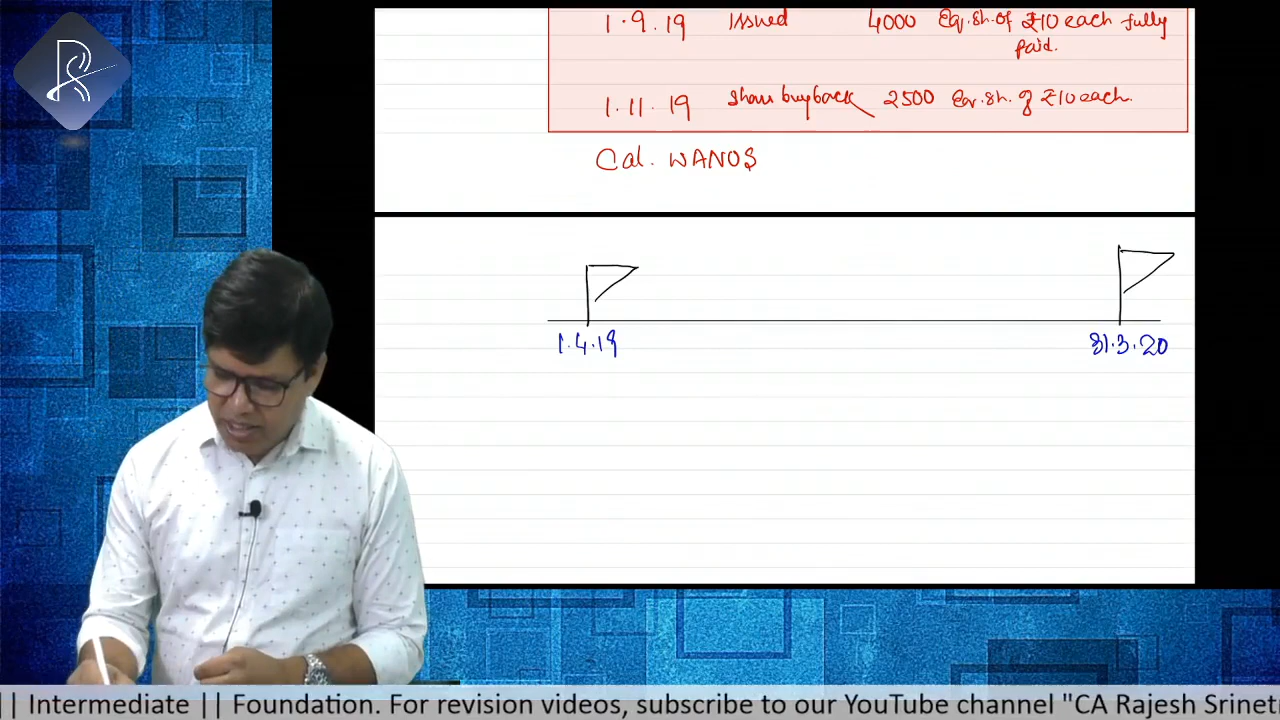 1.9.19 Issued 4000 Eq.sh.of ₹10 each fully
paid.
1.11.19 Share buyback 2500 Eq.sh. of ₹10 each.
Cal. WANOS
1.4.19
31.3.20
|| Intermediate || Foundation. For revision videos, subscribe to our YouTube channel "CA Rajesh Srinet